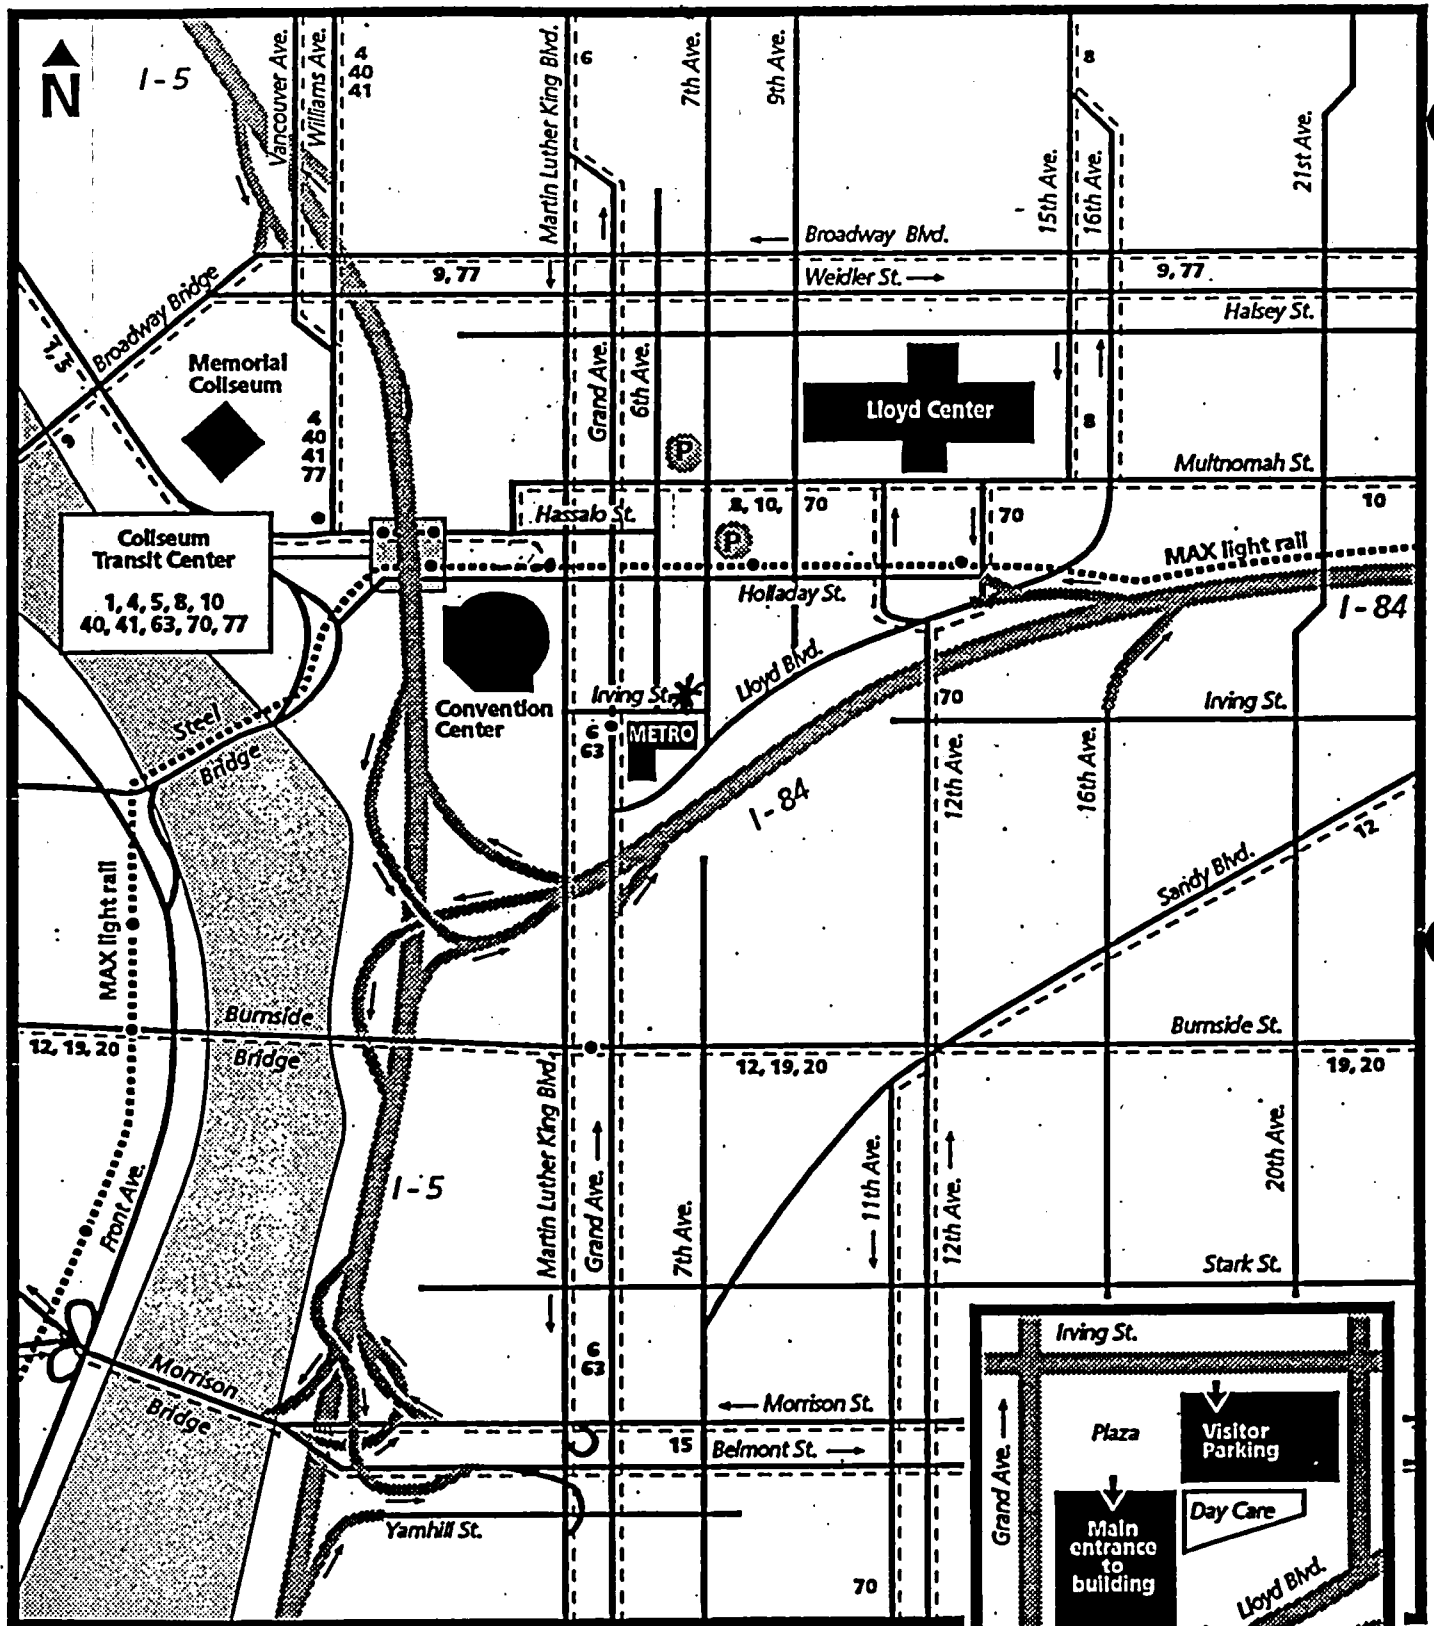 N
I-5
Vancouver Ave.
Williams Ave.
4
40
41
Martin Luther King Blvd.
6
7th Ave.
9th Ave.
8
15th Ave.
16th Ave.
21st Ave.
Broadway Blvd.
9, 77
Weidler St.
9, 77
Halsey St.
Broadway Bridge
1, 5
9
Memorial
Coliseum
4
40
41
77
Grand Ave.
6th Ave.
P
Lloyd Center
8
Multnomah St.
10
Hassalo St.
8, 10,
70
70
P
MAX light rail
Coliseum
Transit Center
1, 4, 5, 8, 10
40, 41, 63, 70, 77
Holladay St.
I-84
Convention
Center
Irving St.
Lloyd Blvd.
METRO
6
63
70
Irving St.
Steel
Bridge
12th Ave.
16th Ave.
I-84
12
Sandy Blvd.
MAX light rail
Burnside
Bridge
12, 19, 20
12, 19, 20
Burnside St.
19, 20
Front Ave.
I-5
Martin Luther King Blvd.
Grand Ave.
7th Ave.
11th Ave.
12th Ave.
20th Ave.
Stark St.
6
63
Morrison
Bridge
Morrison St.
15
Belmont St.
Yamhill St.
70
Irving St.
Grand Ave.
Plaza
Visitor
Parking
Day Care
Main
entrance
to
building
Lloyd Blvd.